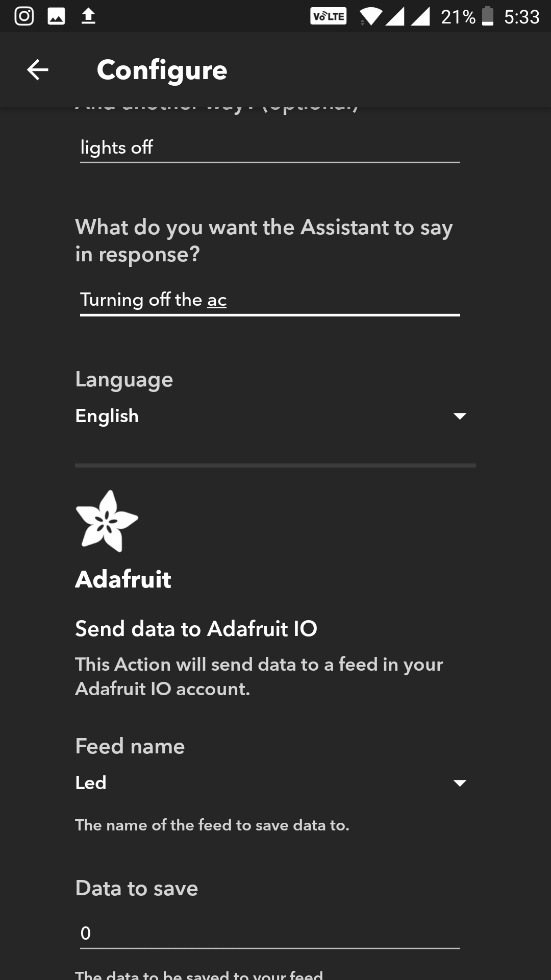 VoLTE 21% 5:33
Configure
And another way? (optional)
lights off
What do you want the Assistant to say
in response?
Turning off the ac
Language
English
Adafruit
Send data to Adafruit IO
This Action will send data to a feed in your
Adafruit IO account.
Feed name
Led
The name of the feed to save data to.
Data to save
0
The data to be saved to your feed